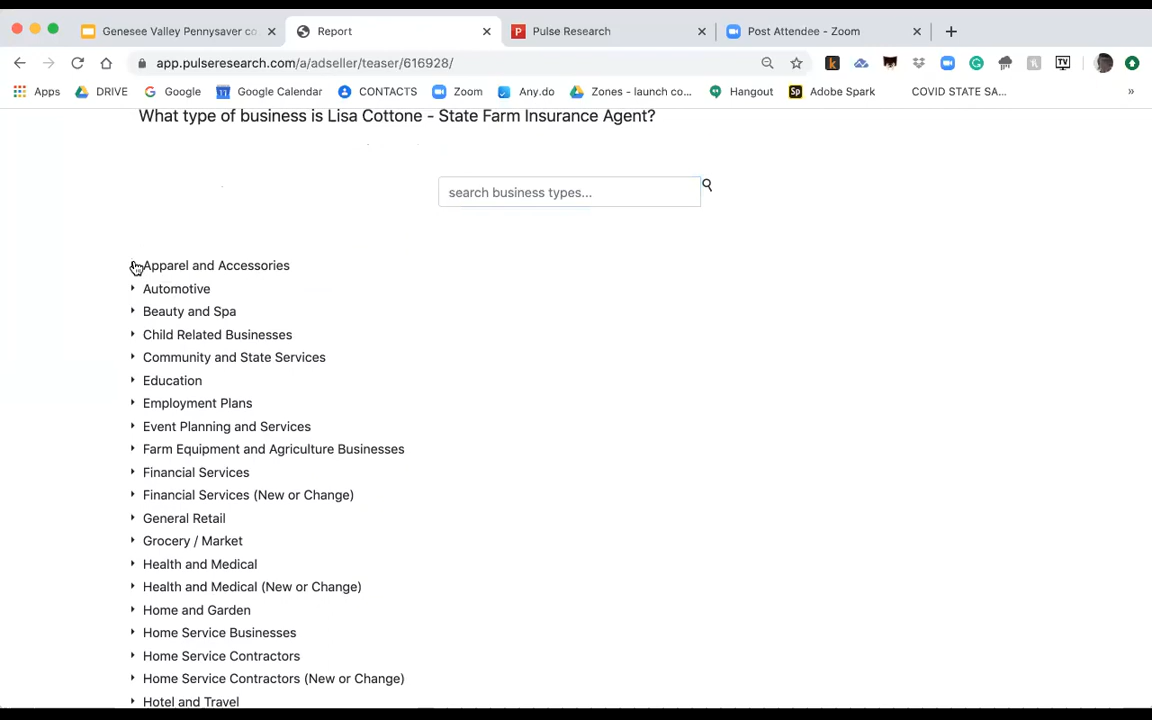 Genesee Valley Pennysaver co
Report
Pulse Research
Post Attendee - Zoom
app.pulseresearch.com/a/adseller/teaser/616928/
Apps
DRIVE
Google
Google Calendar
CONTACTS
Zoom
Any.do
Zones - launch co...
Hangout
Adobe Spark
COVID STATE SA...
What type of business is Lisa Cottone - State Farm Insurance Agent?
search business types...
Apparel and Accessories
Automotive
Beauty and Spa
Child Related Businesses
Community and State Services
Education
Employment Plans
Event Planning and Services
Farm Equipment and Agriculture Businesses
Financial Services
Financial Services (New or Change)
General Retail
Grocery / Market
Health and Medical
Health and Medical (New or Change)
Home and Garden
Home Service Businesses
Home Service Contractors
Home Service Contractors (New or Change)
Hotel and Travel